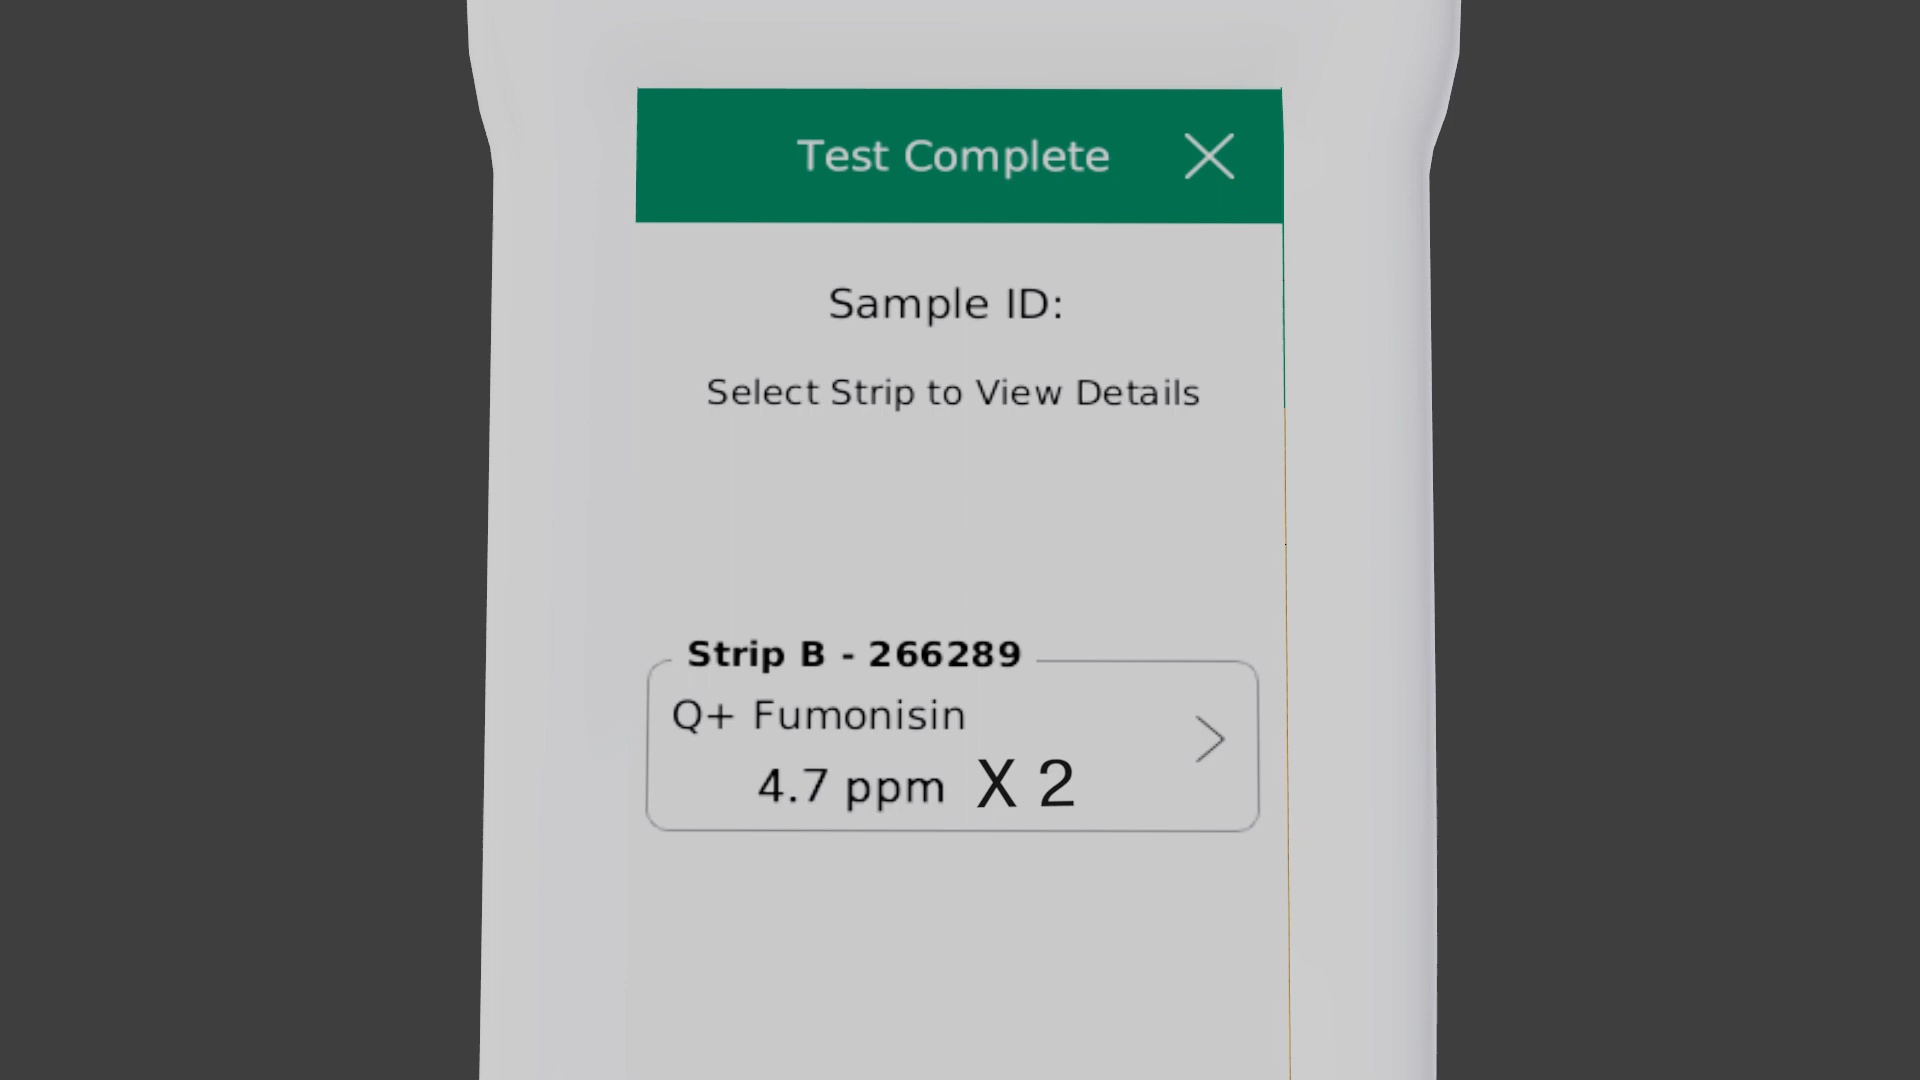 Test Complete
Sample ID:
Select Strip to View Details
Strip B - 266289
Q+ Fumonisin
4.7 ppm X 2